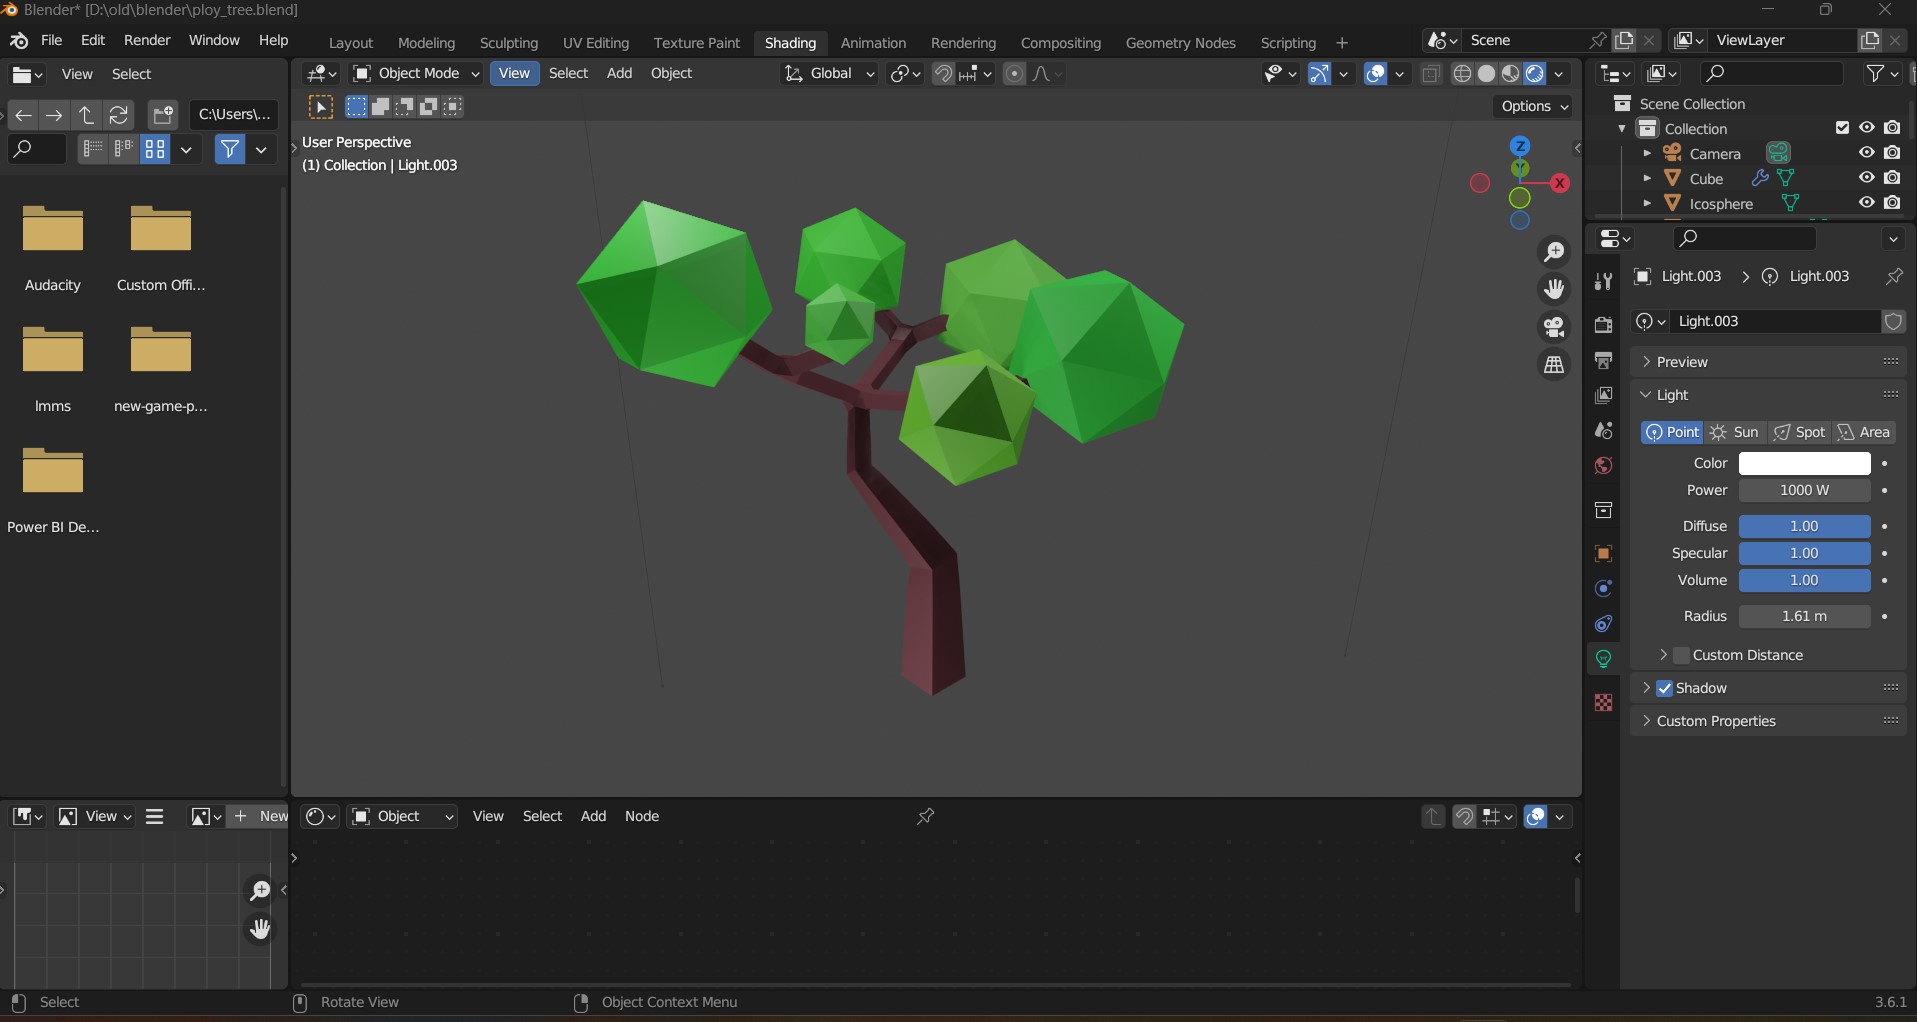 Blender* [D:\old\blender\ploy_tree.blend]
File Edit Render Window Help Layout Modeling Sculpting UV Editing Texture Paint Shading Animation Rendering Compositing Geometry Nodes Scripting + Scene ViewLayer
View Select
Object Mode View Select Add Object Global
C:\Users\...
Options
User Perspective
(1) Collection | Light.003
Z
Y
X
Audacity Custom Offi...
lmms new-game-p...
Power BI De...
Scene Collection
Collection
Camera
Cube
Icosphere
Light.003 > Light.003
Light.003
Preview
Light
Point Sun Spot Area
Color
Power 1000 W
Diffuse 1.00
Specular 1.00
Volume 1.00
Radius 1.61 m
Custom Distance
Shadow
Custom Properties
View + New
Object View Select Add Node
Select Rotate View Object Context Menu 3.6.1